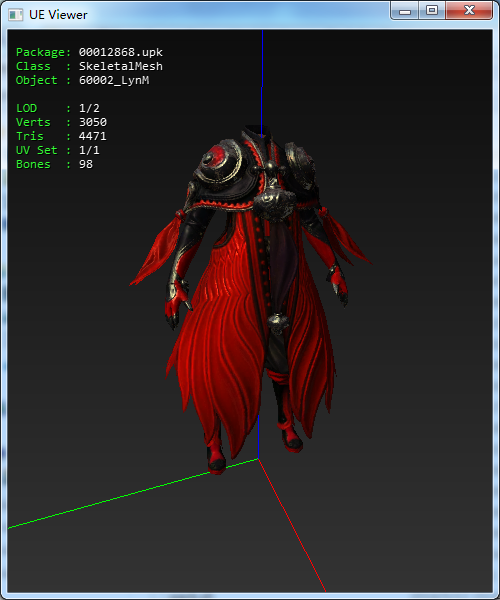 UE Viewer
Package: 00012868.upk
Class : SkeletalMesh
Object : 60002_LynM
LOD : 1/2
Verts : 3050
Tris : 4471
UV Set : 1/1
Bones : 98